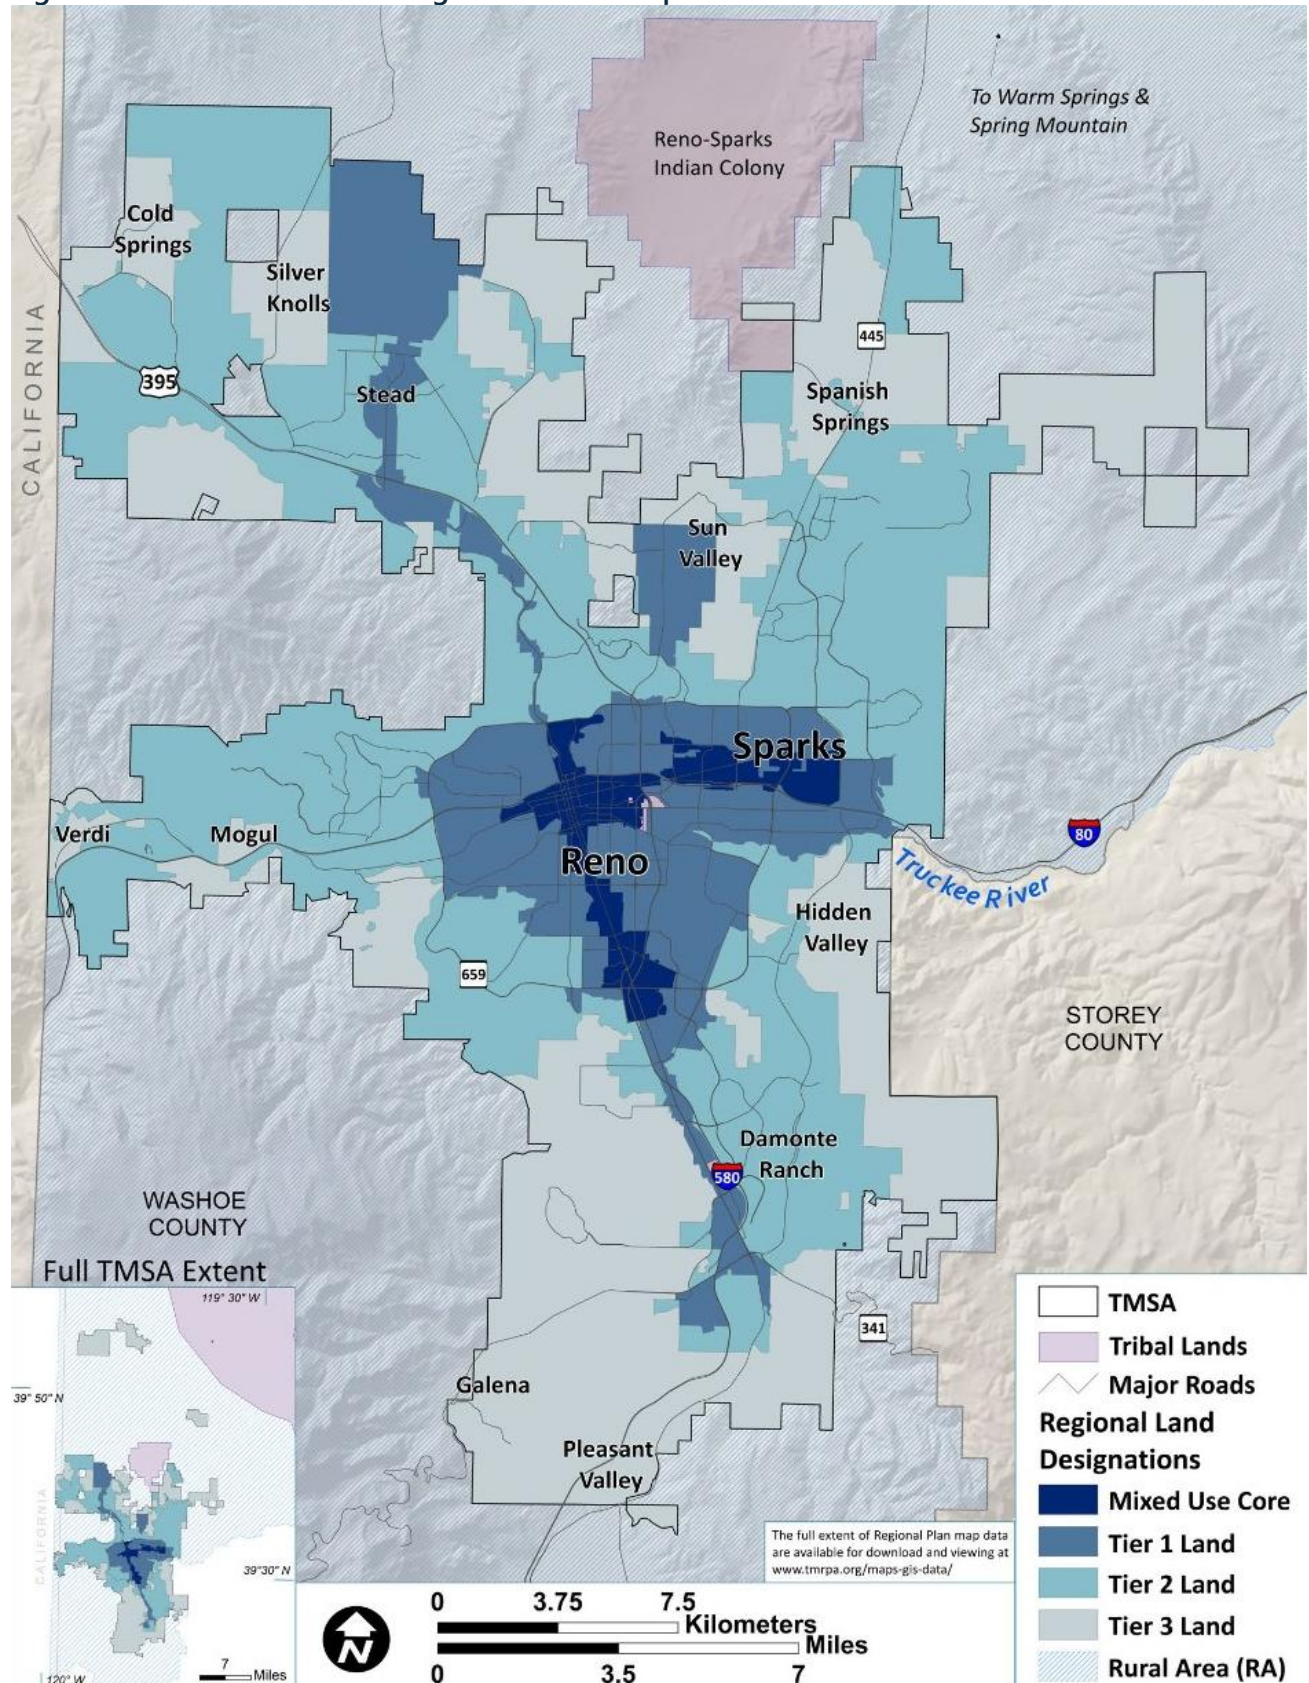 To Warm Springs &
Spring Mountain
Reno-Sparks
Indian Colony
Cold
Springs
Silver
Knolls
CALIFORNIA
395
Stead
445
Spanish
Springs
Sun
Valley
Sparks
Verdi
Mogul
Reno
80
Truckee River
Hidden
Valley
659
STOREY
COUNTY
Damonte
Ranch
580
WASHOE
COUNTY
341
Galena
Pleasant
Valley
Full TMSA Extent
119° 30" W
39° 50" N
CALIFORNIA
39°30" N
120° W
7
Miles
The full extent of Regional Plan map data
are available for download and viewing at
www.tmrpa.org/maps-gis-data/
N
0 3.75 7.5
Kilometers
Miles
0 3.5 7
TMSA
Tribal Lands
Major Roads
Regional Land
Designations
Mixed Use Core
Tier 1 Land
Tier 2 Land
Tier 3 Land
Rural Area (RA)